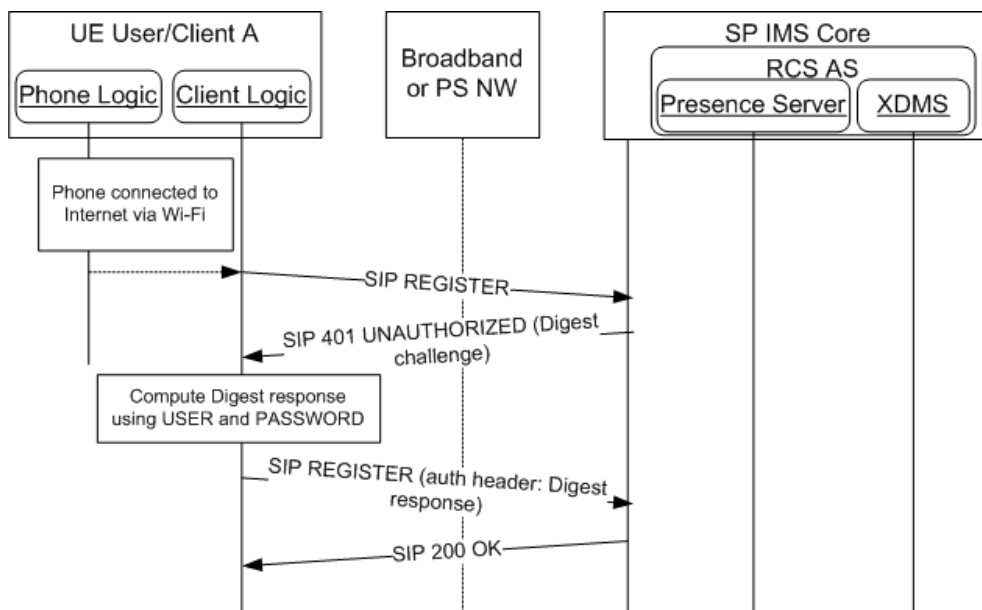 UE User/Client A
Phone Logic
Client Logic
Broadband
or PS NW
SP IMS Core
RCS AS
Presence Server
XDMS
Phone connected to
Internet via Wi-Fi
SIP REGISTER
SIP 401 UNAUTHORIZED (Digest
challenge)
Compute Digest response
using USER and PASSWORD
SIP REGISTER (auth header: Digest
response)
SIP 200 OK